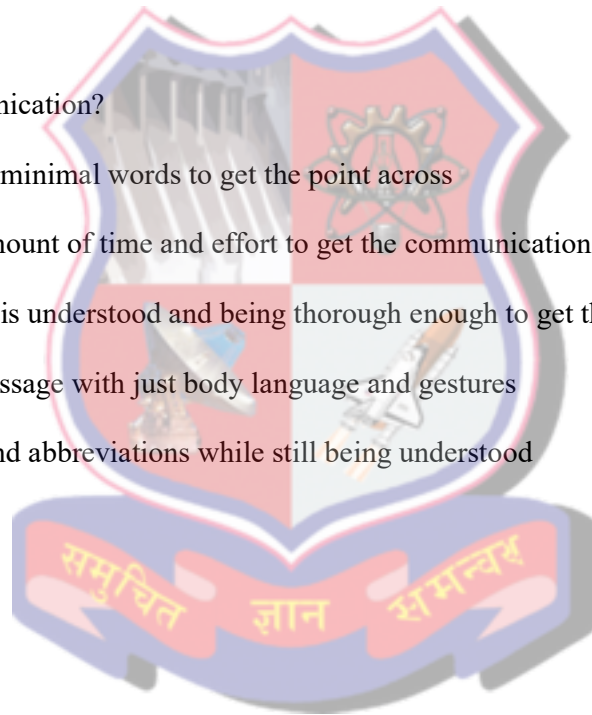 nication?
minimal words to get the point across
nount of time and effort to get the communication
is understood and being thorough enough to get th
ssage with just body language and gestures
nd abbreviations while still being understood
समुचित ज्ञान समन्वय